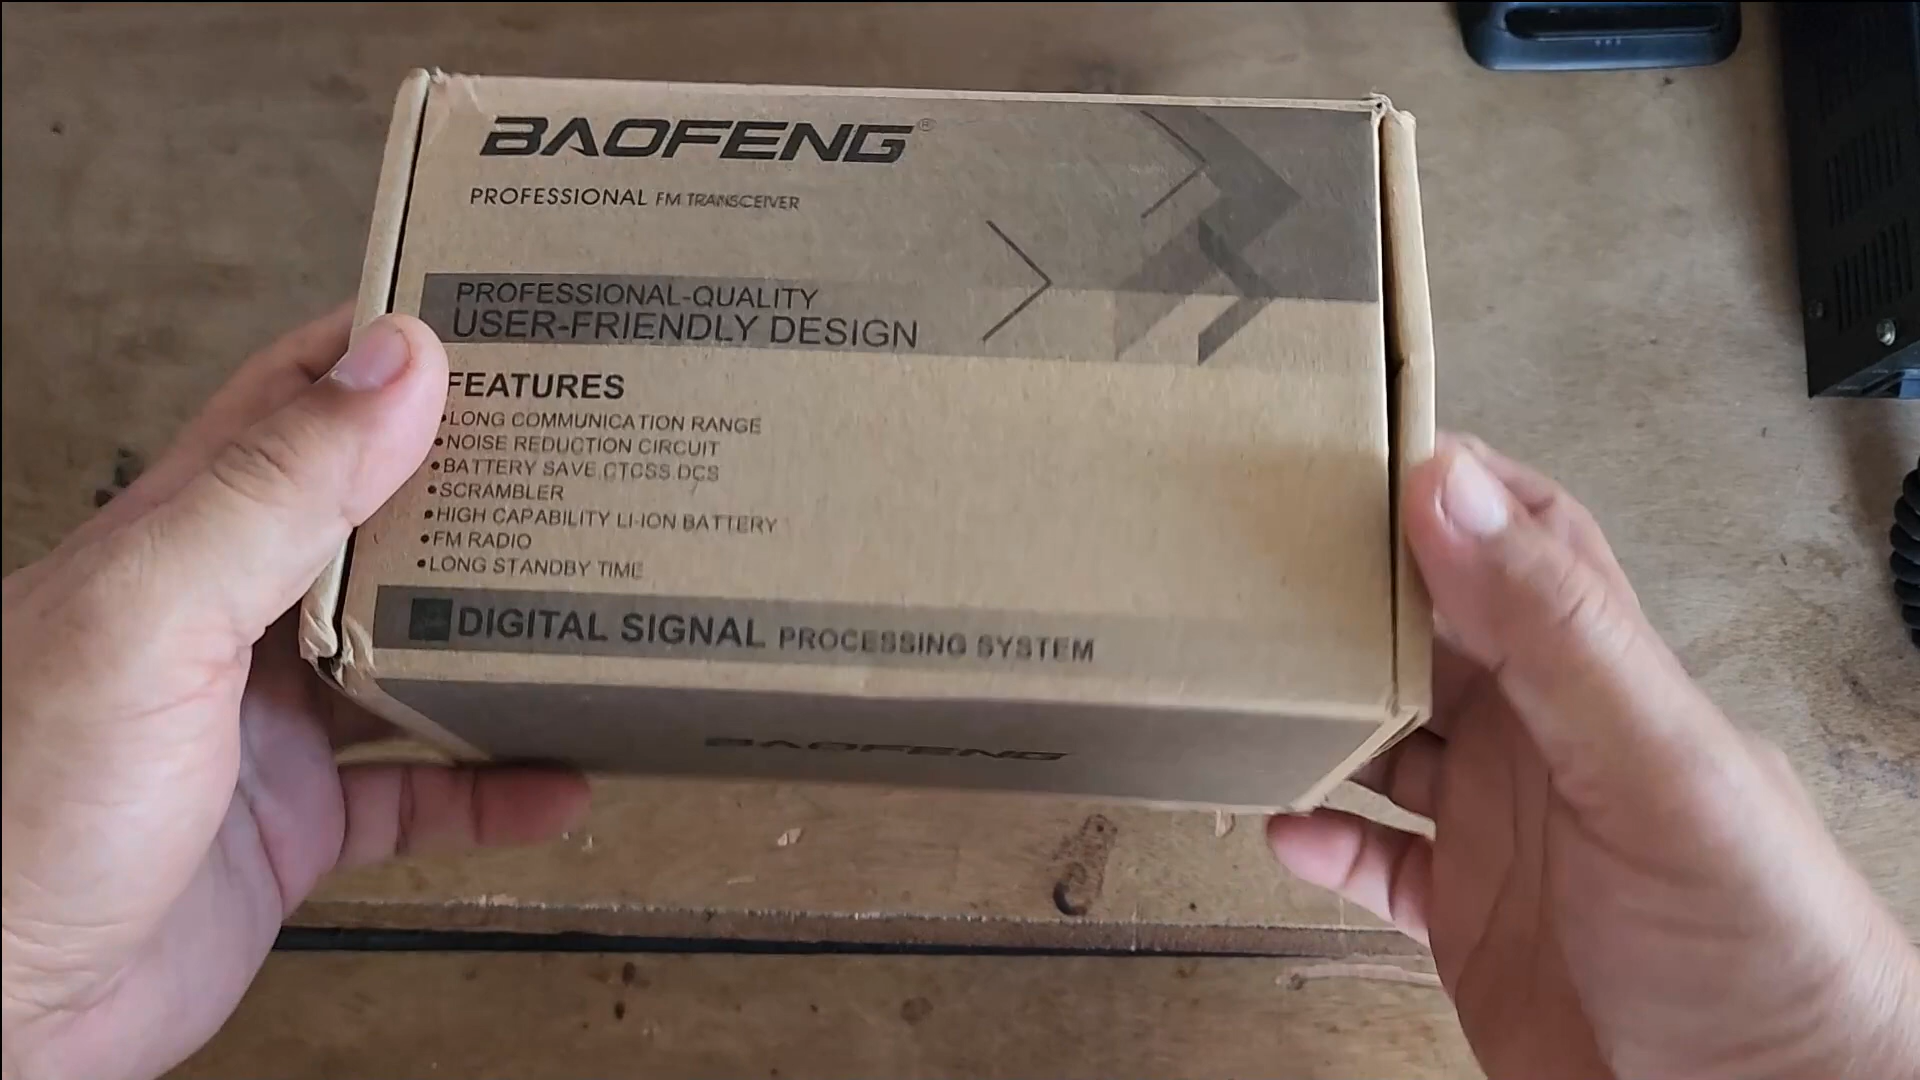 BAOFENG®
PROFESSIONAL FM TRANSCEIVER
PROFESSIONAL-QUALITY
USER-FRIENDLY DESIGN
FEATURES
•LONG COMMUNICATION RANGE
•NOISE REDUCTION CIRCUIT
•BATTERY SAVE.CTCSS.DCS
•SCRAMBLER
•HIGH CAPABILITY LI-ION BATTERY
•FM RADIO
•LONG STANDBY TIME
DIGITAL SIGNAL PROCESSING SYSTEM
BAOFENG